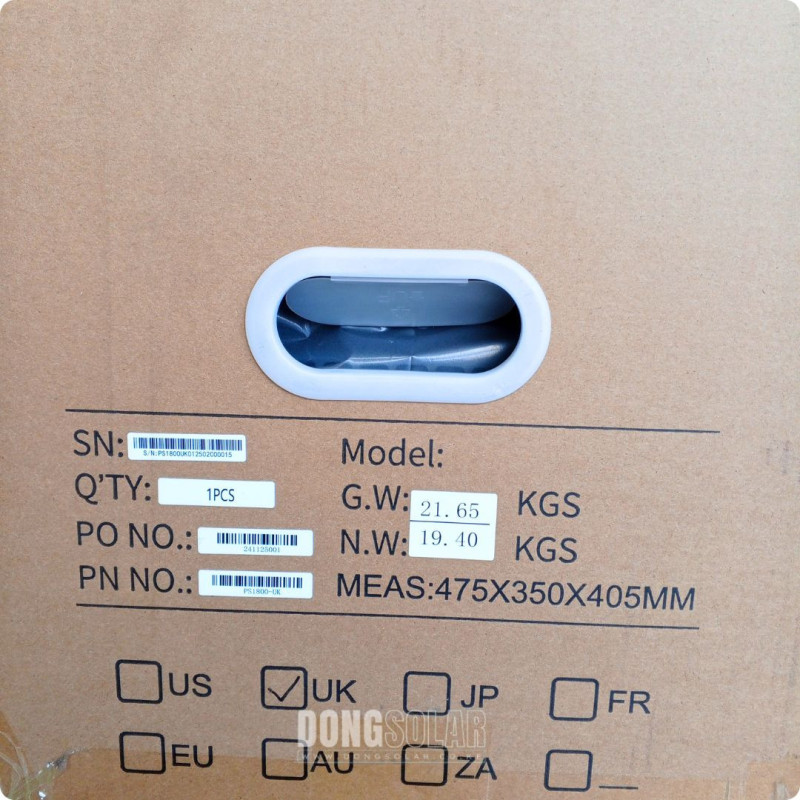 SN: S/N:PS1800UK012502C00015
Model:
Q'TY: 1PCS
G.W: 21.65 KGS
PO NO.: 241125001
N.W: 19.40 KGS
PN NO.: PS1800-UK
MEAS:475X350X405MM
US UK JP FR
DONGSOLAR
EU AU ZA